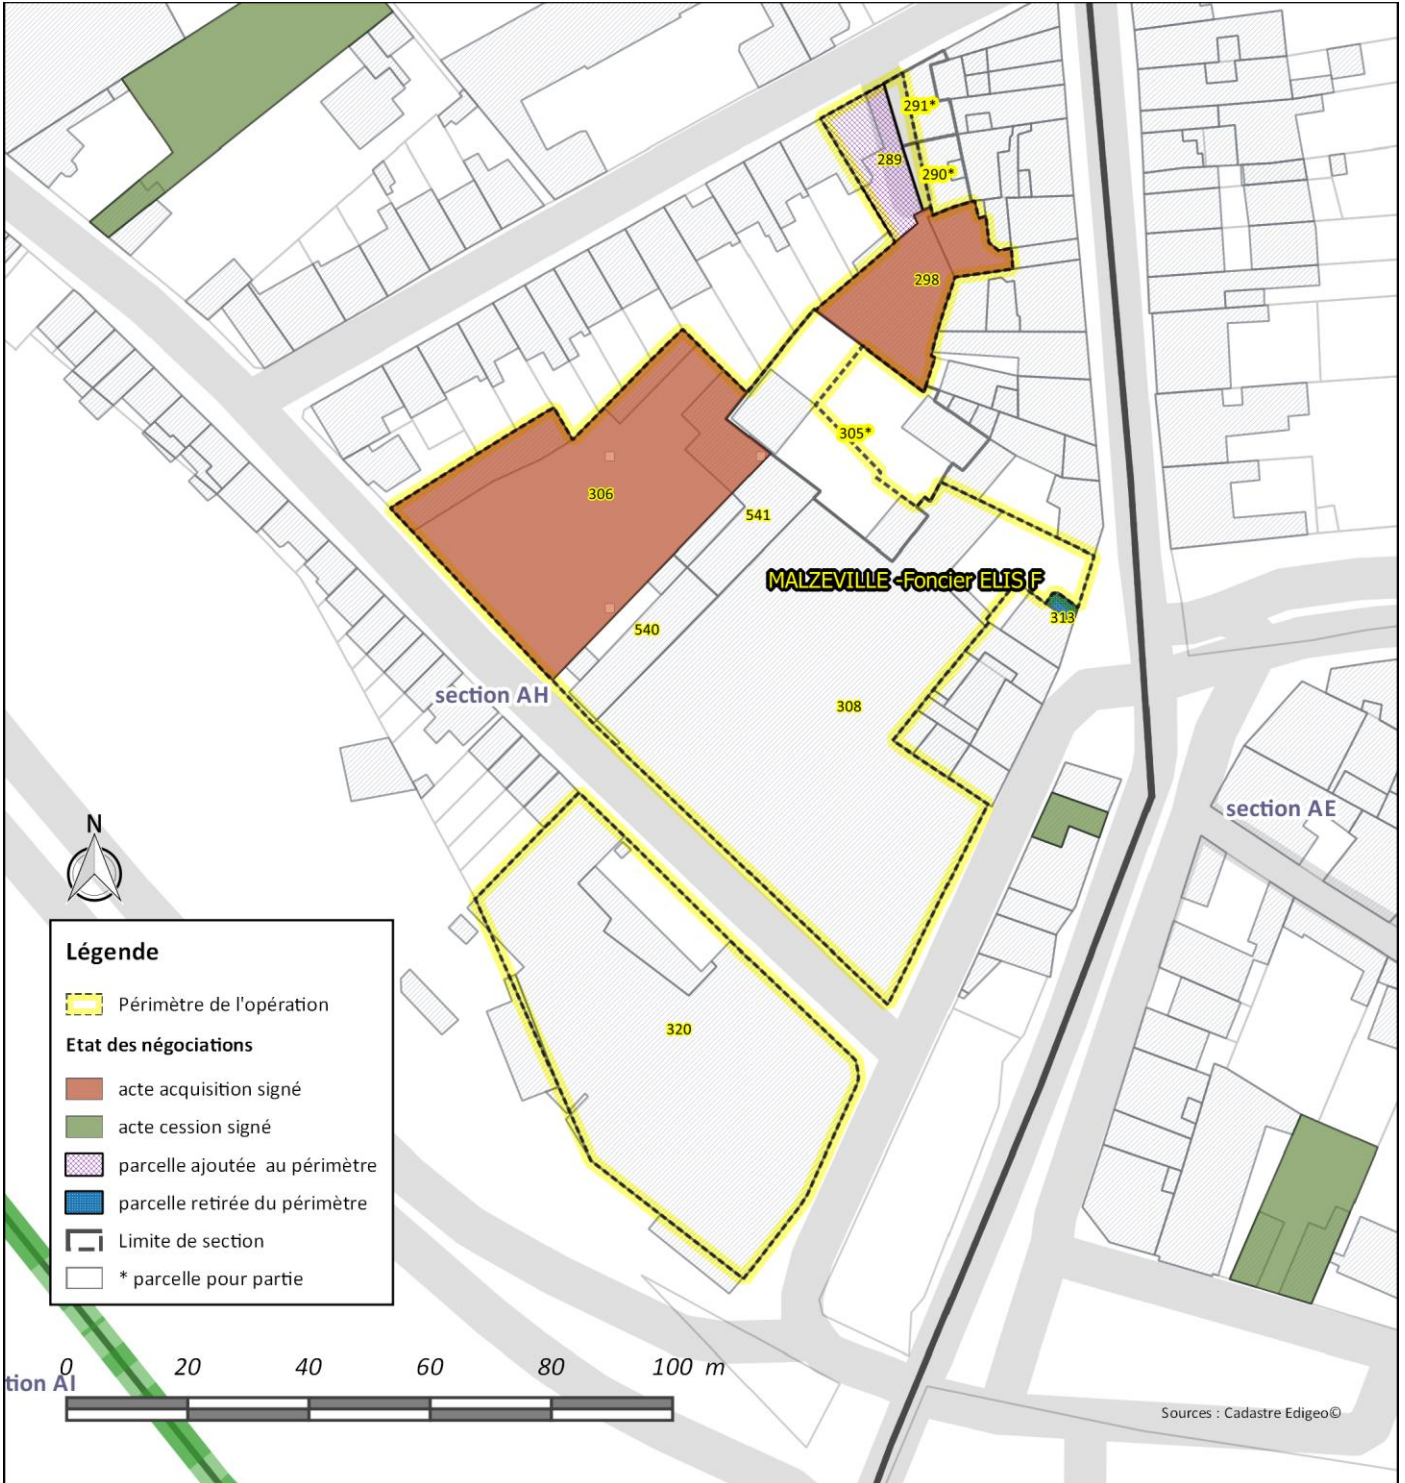 291*
289
290*
298
305*
306
541
MALZEVILLE -Foncier ELIS F
313
540
section AH
308
section AE
N
320
Légende
Périmètre de l'opération
Etat des négociations
acte acquisition signé
acte cession signé
parcelle ajoutée au périmètre
parcelle retirée du périmètre
Limite de section
* parcelle pour partie
0 20 40 60 80 100 m
tion AI
Sources : Cadastre Edigeo©